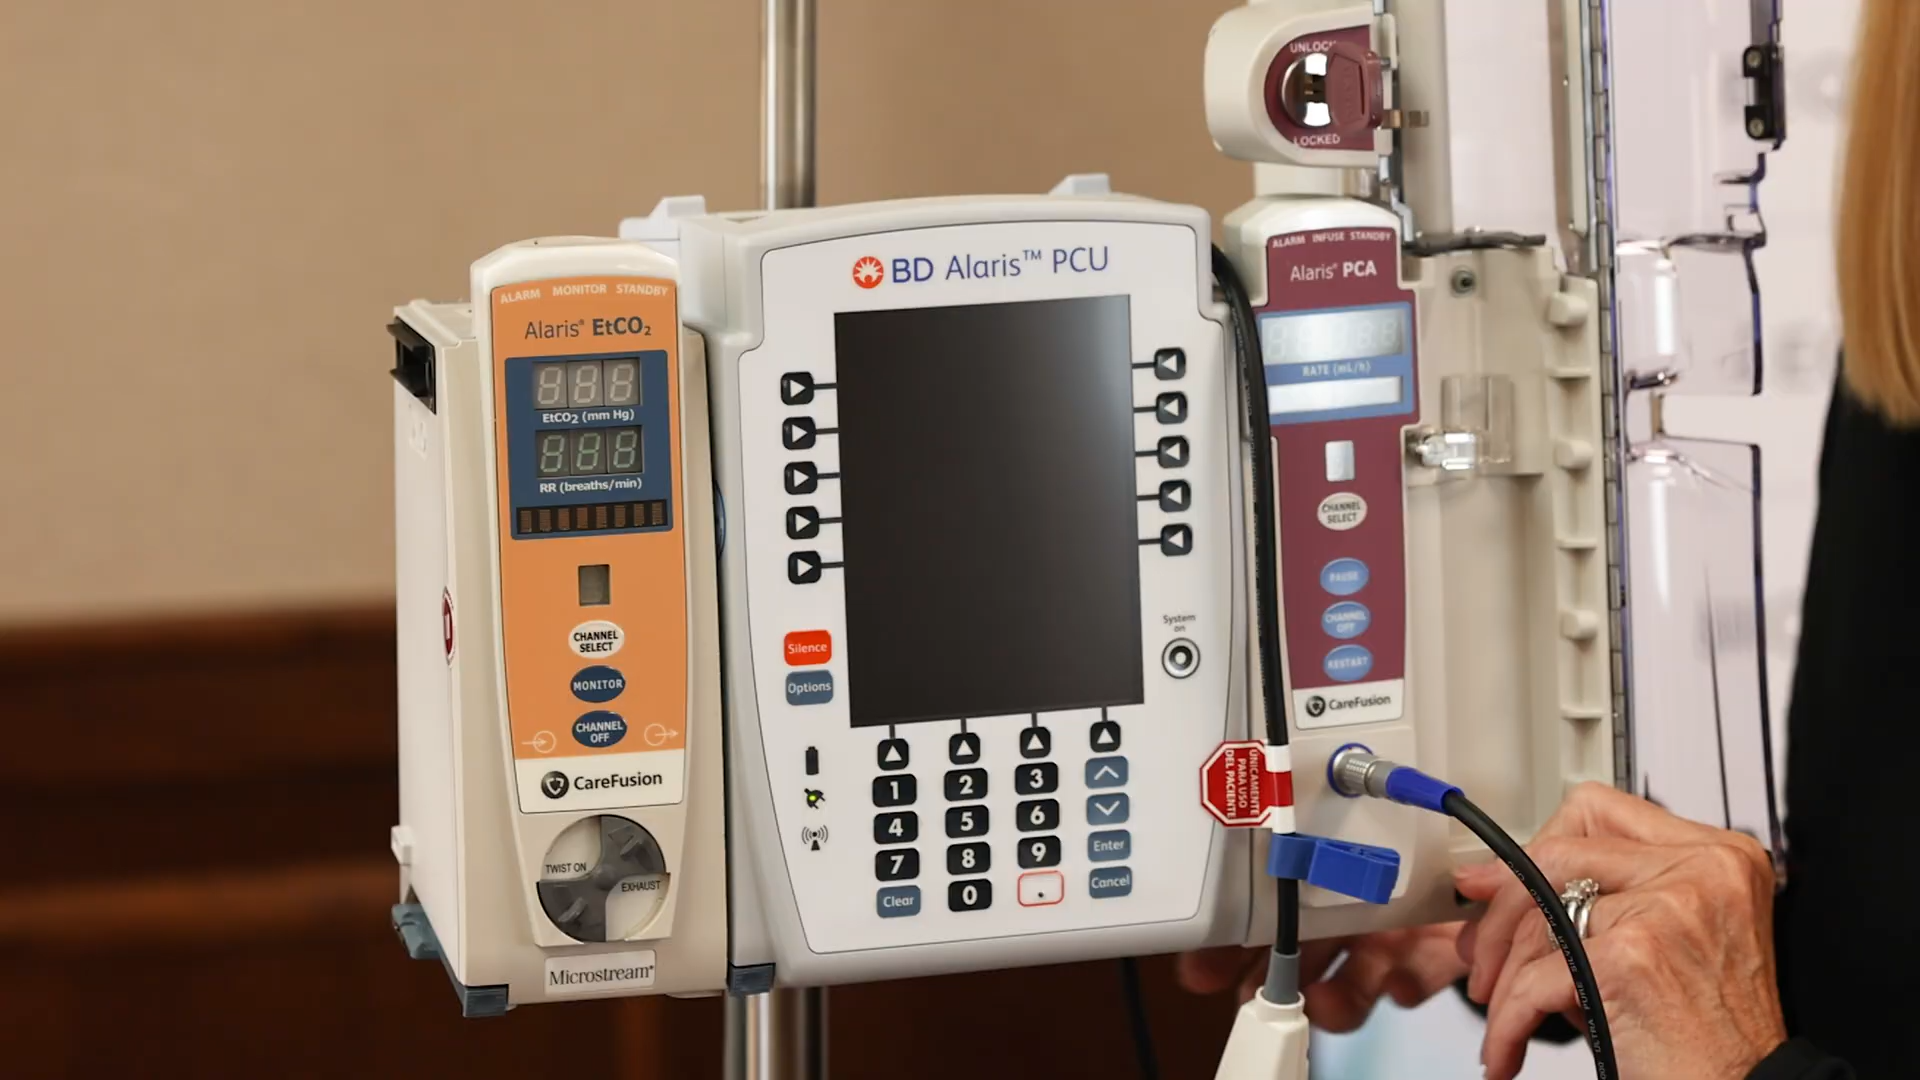 UNLOCK
LOCKED
ALARM MONITOR STANDBY
Alaris® EtCO₂
EtCO₂ (mm Hg)
RR (breaths/min)
CHANNEL
SELECT
MONITOR
CHANNEL
OFF
CareFusion
TWIST ON
EXHAUST
Microstream®
BD Alaris™ PCU
Silence
Options
System
on
1 2 3
4 5 6
7 8 9
Clear 0 .
Enter
Cancel
ALARM INFUSE STANDBY
Alaris® PCA
RATE (mL/h)
CHANNEL
SELECT
PAUSE
CHANNEL
OFF
RESTART
CareFusion
ÚNICAMENTE
PARA USO
DEL PACIENTE